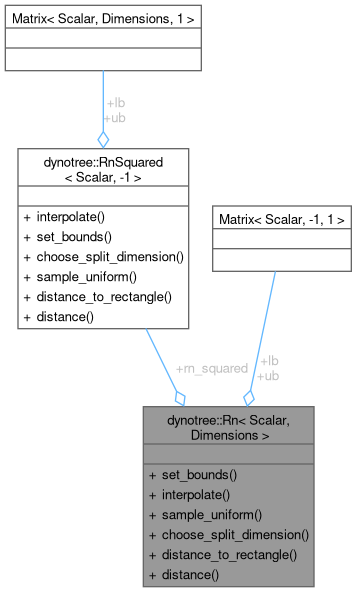 Matrix< Scalar, Dimensions, 1 >
+lb
+ub
dynotree::RnSquared
< Scalar, -1 >
+ interpolate()
+ set_bounds()
+ choose_split_dimension()
+ sample_uniform()
+ distance_to_rectangle()
+ distance()
Matrix< Scalar, -1, 1 >
+rn_squared
+lb
+ub
dynotree::Rn< Scalar,
Dimensions >
+ set_bounds()
+ interpolate()
+ sample_uniform()
+ choose_split_dimension()
+ distance_to_rectangle()
+ distance()